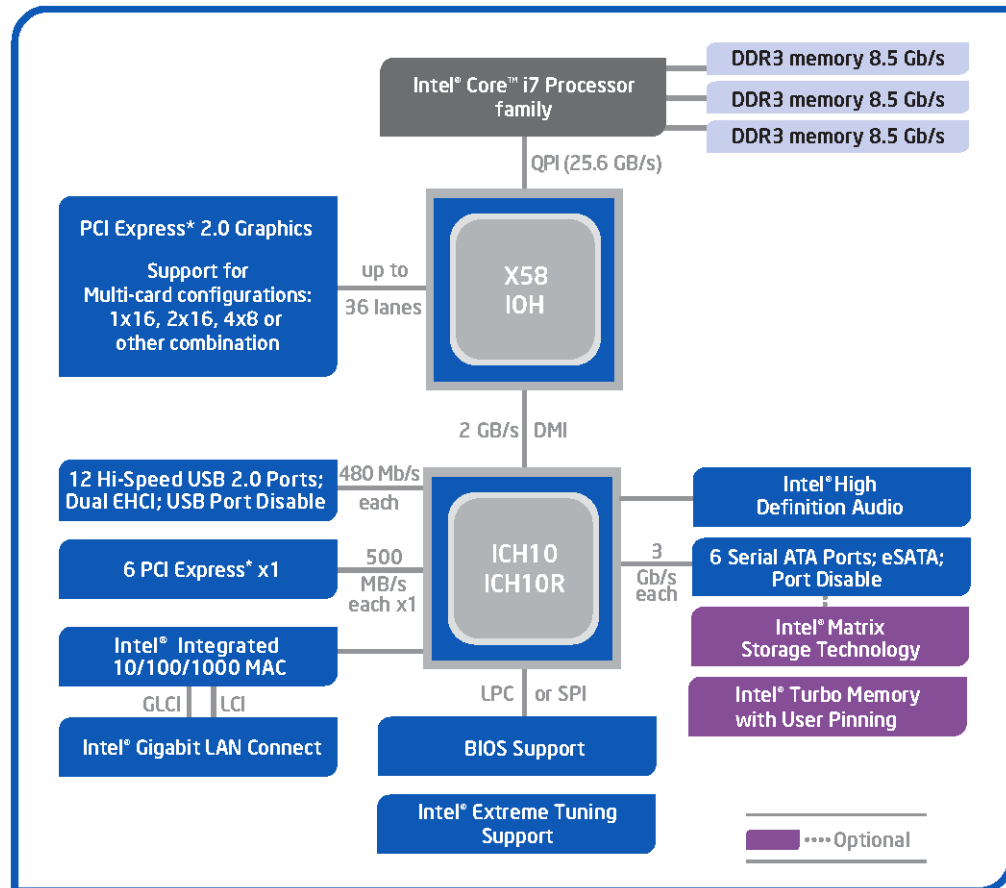 Intel® Core™ i7 Processor
family
DDR3 memory 8.5 Gb/s
DDR3 memory 8.5 Gb/s
DDR3 memory 8.5 Gb/s
QPI (25.6 GB/s)
PCI Express* 2.0 Graphics
Support for
Multi-card configurations:
1x16, 2x16, 4x8 or
other combination
up to
36 lanes
X58
IOH
2 GB/s DMI
12 Hi-Speed USB 2.0 Ports;
Dual EHCI; USB Port Disable
480 Mb/s
each
6 PCI Express* x1
500
MB/s
each x1
Intel® Integrated
10/100/1000 MAC
GLCI LCI
Intel® Gigabit LAN Connect
ICH10
ICH10R
Intel® High
Definition Audio
3
Gb/s
each
6 Serial ATA Ports; eSATA;
Port Disable
Intel® Matrix
Storage Technology
Intel® Turbo Memory
with User Pinning
LPC or SPI
BIOS Support
Intel® Extreme Tuning
Support
Optional